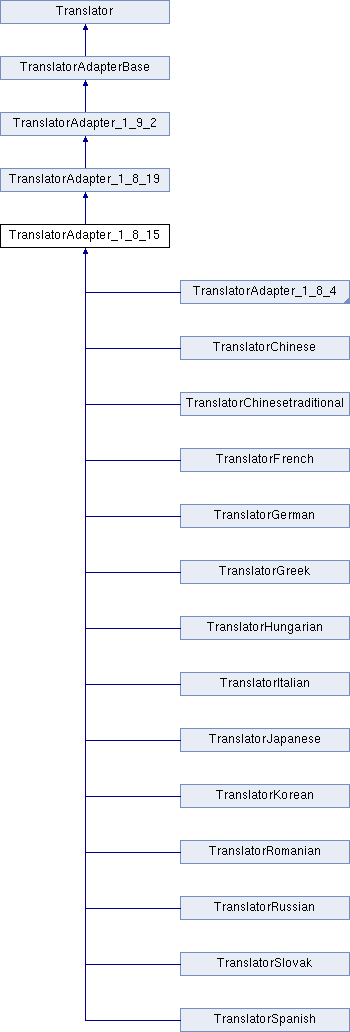 Translator
TranslatorAdapterBase
TranslatorAdapter_1_9_2
TranslatorAdapter_1_8_19
TranslatorAdapter_1_8_15
TranslatorAdapter_1_8_4
TranslatorChinese
TranslatorChinesetraditional
TranslatorFrench
TranslatorGerman
TranslatorGreek
TranslatorHungarian
TranslatorItalian
TranslatorJapanese
TranslatorKorean
TranslatorRomanian
TranslatorRussian
TranslatorSlovak
TranslatorSpanish